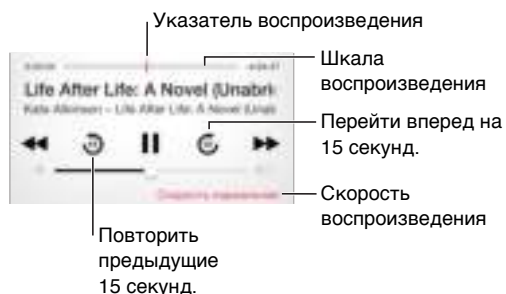 Указатель воспроизведения
Шкала
воспроизведения
Life After Life: A Novel (Unabri
Kate Atkinson – Life After Life: A Novel (Unab
Перейти вперед на
15 секунд.
Скорость
воспроизведения
Повторить
предыдущие
15 секунд.